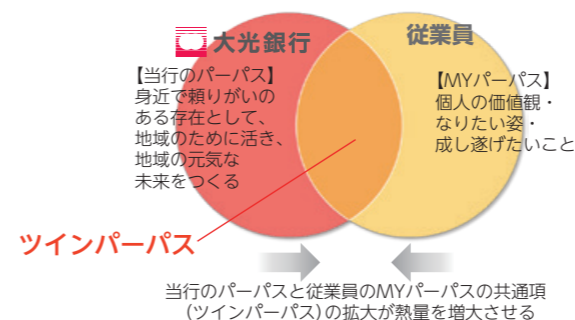 大光銀行
従業員
【当行のパーパス】
身近で頼りがいの
ある存在として、
地域のために活き、
地域の元気な
未来をつくる
【MYパーパス】
個人の価値観・
なりたい姿・
成し遂げたいこと
ツインパーパス
当行のパーパスと従業員のMYパーパスの共通項
（ツインパーパス）の拡大が熱量を増大させる